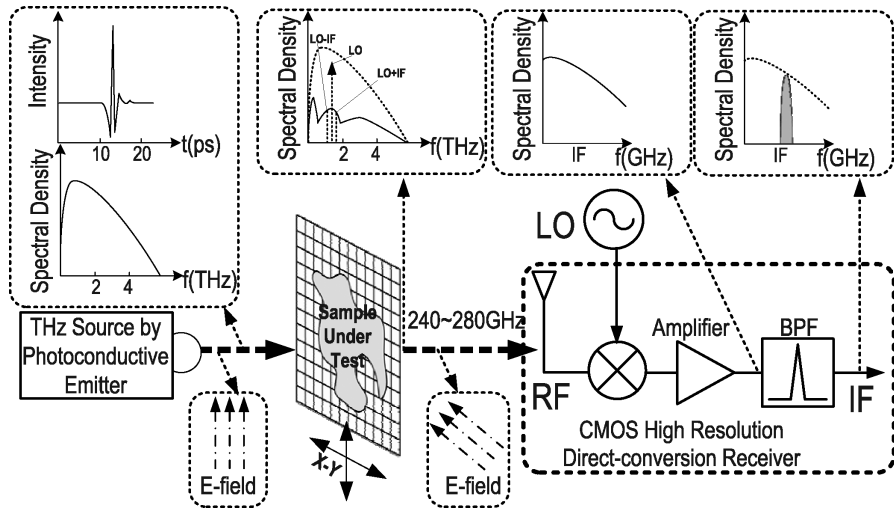 Intensity
10
20
t(ps)
Spectral Density
2
4
f(THz)
Spectral Density
LO-IF
LO
LO+IF
2
4
f(THz)
Spectral Density
IF
f(GHz)
Spectral Density
IF
f(GHz)
THz Source by
Photoconductive
Emitter
E-field
Sample
Under
Test
X-Y
240~280GHz
E-field
LO
RF
Amplifier
BPF
IF
CMOS High Resolution
Direct-conversion Receiver